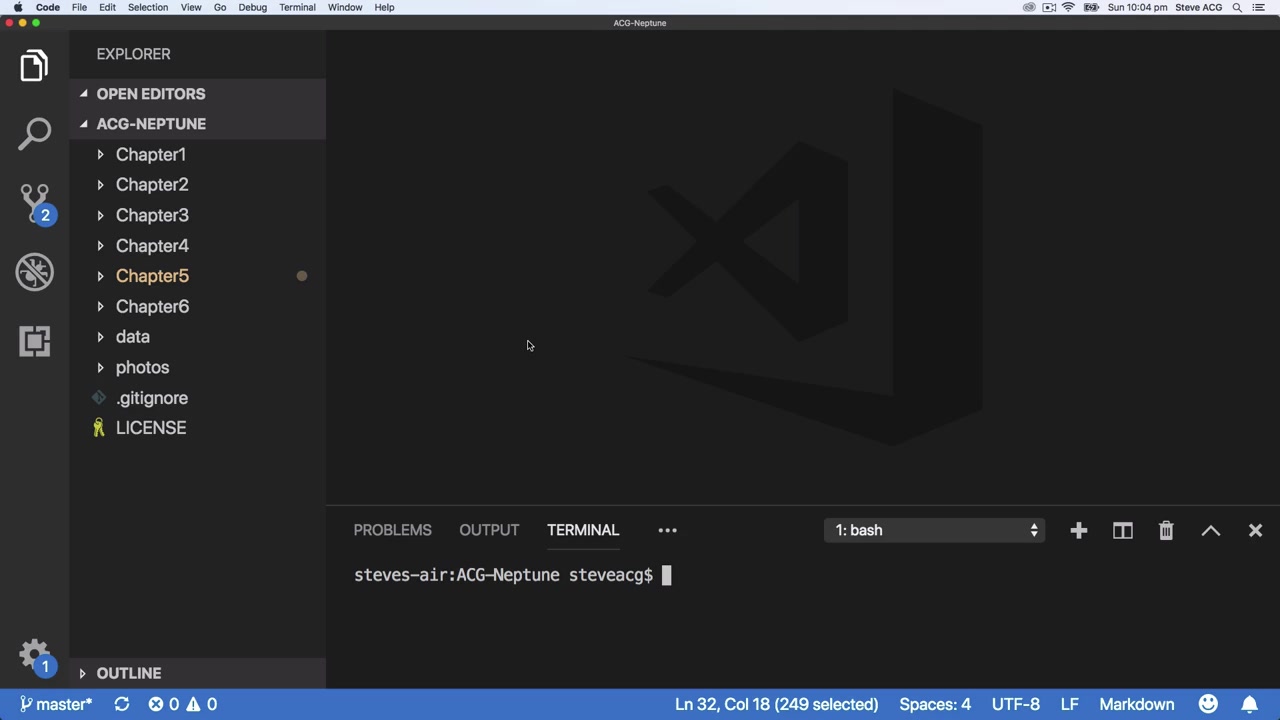 Code File Edit Selection View Go Debug Terminal Window Help Sun 10:04 pm Steve ACG
ACG-Neptune
EXPLORER
OPEN EDITORS
ACG-NEPTUNE
Chapter1
Chapter2
2
Chapter3
Chapter4
Chapter5
Chapter6
data
photos
.gitignore
LICENSE
PROBLEMS OUTPUT TERMINAL ••• 1: bash
steves-air:ACG-Neptune steveacg$
1
OUTLINE
master* 0 0 Ln 32, Col 18 (249 selected) Spaces: 4 UTF-8 LF Markdown